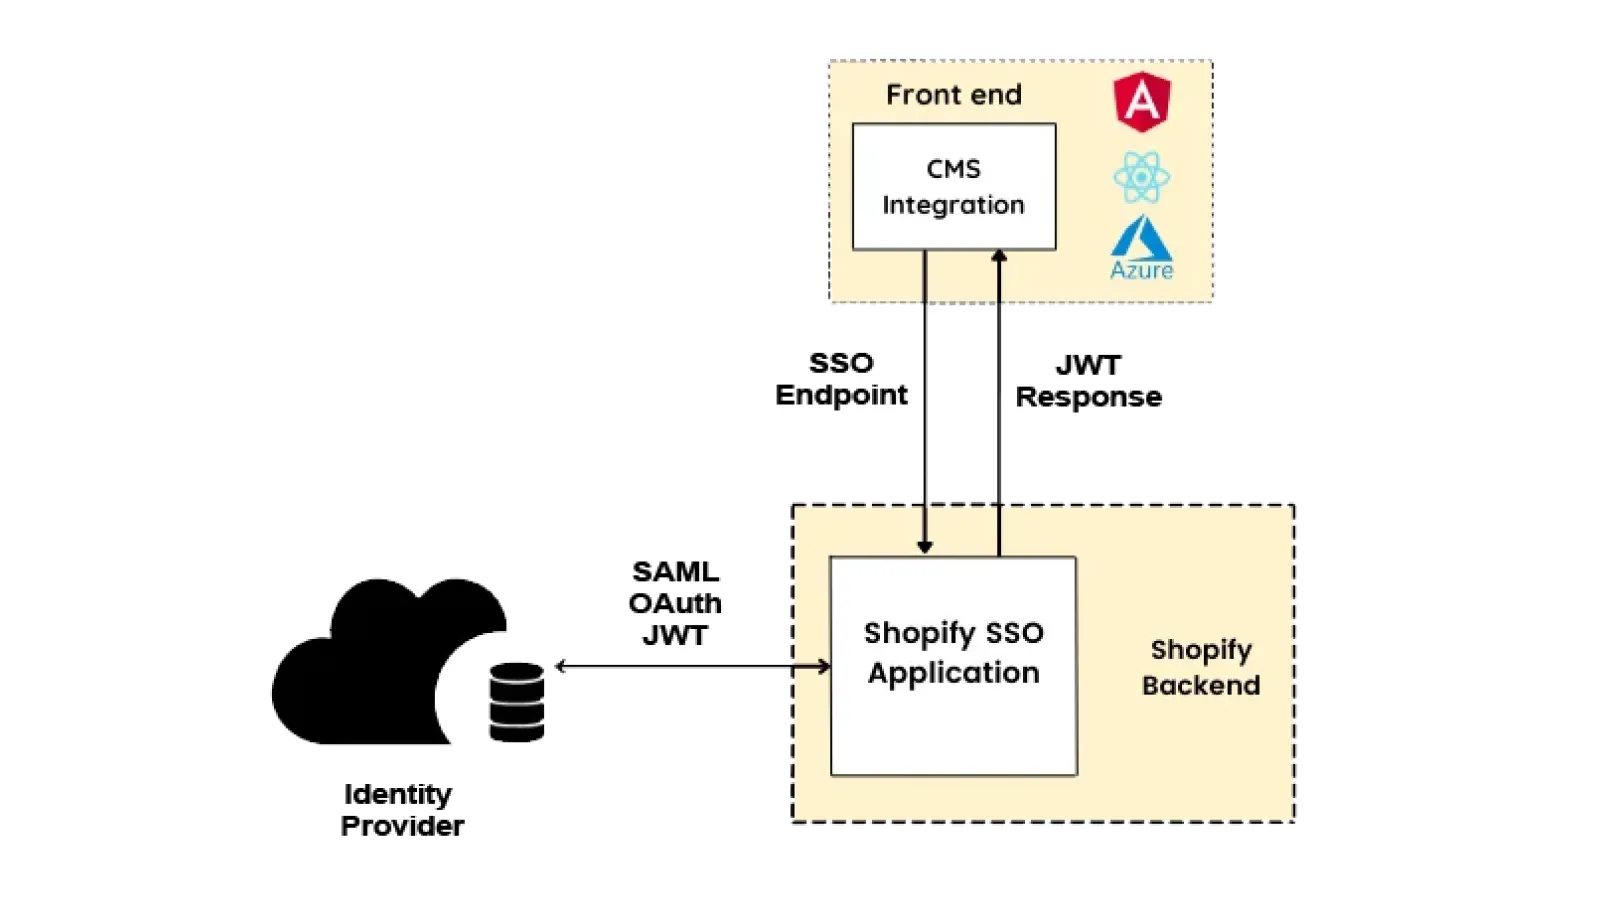 Front end
A
CMS
Integration
Azure
SSO
Endpoint
JWT
Response
SAML
OAuth
JWT
Shopify SSO
Application
Shopify
Backend
Identity
Provider